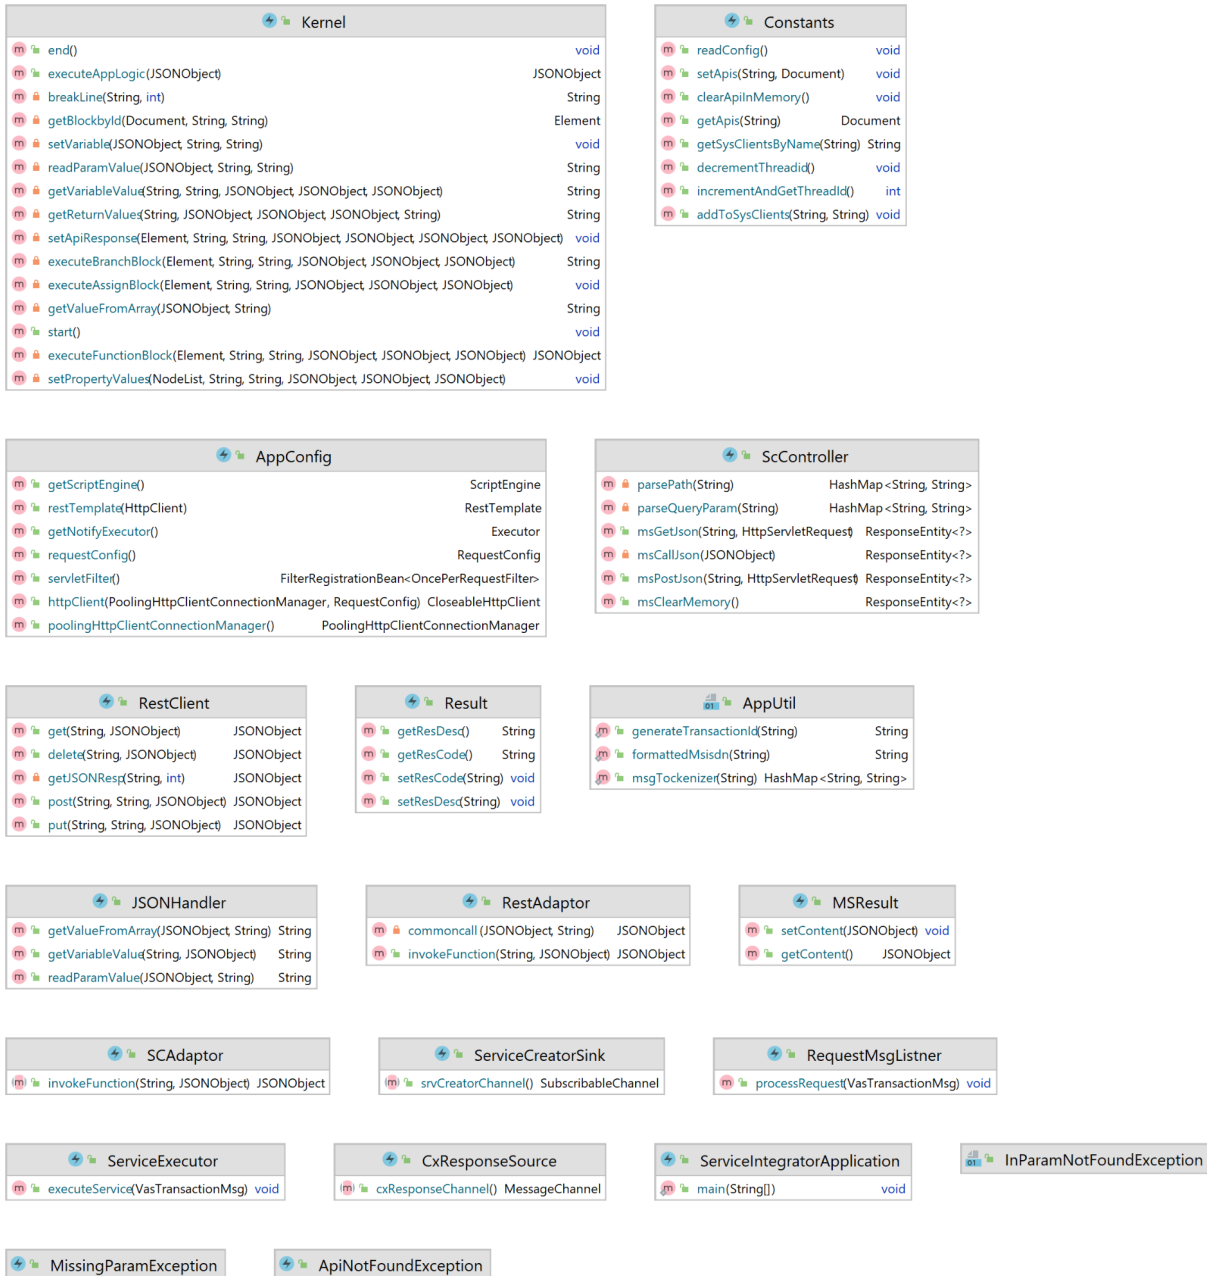 Kernel
end() void
executeAppLogic(JSONObject) JSONObject
breakLine(String, int) String
getBlockbyId(Document, String, String) Element
setVariable(JSONObject, String, String) void
readParamValue(JSONObject, String, String) String
getVariableValue(String, String, JSONObject, JSONObject, JSONObject) String
getReturnValues(String, JSONObject, JSONObject, JSONObject, String) String
setApiResponse(Element, String, String, JSONObject, JSONObject, JSONObject, JSONObject) void
executeBranchBlock(Element, String, String, JSONObject, JSONObject, JSONObject) String
executeAssignBlock(Element, String, String, JSONObject, JSONObject, JSONObject) void
getValueFromArray(JSONObject, String) String
start() void
executeFunctionBlock(Element, String, String, JSONObject, JSONObject, JSONObject) JSONObject
setPropertyValues(NodeList, String, String, JSONObject, JSONObject, JSONObject) void
Constants
readConfig() void
setApis(String, Document) void
clearApiInMemory() void
getApis(String) Document
getSysClientsByName(String) String
decrementThreadid() void
incrementAndGetThreadId() int
addToSysClients(String, String) void
AppConfig
getScriptEngine() ScriptEngine
restTemplate(HttpClient) RestTemplate
getNotifyExecutor() Executor
requestConfig() RequestConfig
servletFilter() FilterRegistrationBean<OncePerRequestFilter>
httpClient(PoolingHttpClientConnectionManager, RequestConfig) CloseableHttpClient
poolingHttpClientConnectionManager() PoolingHttpClientConnectionManager
ScController
parsePath(String) HashMap<String, String>
parseQueryParam(String) HashMap<String, String>
msGetJson(String, HttpServletRequest) ResponseEntity<?>
msCallJson(JSONObject) ResponseEntity<?>
msPostJson(String, HttpServletRequest) ResponseEntity<?>
msClearMemory() ResponseEntity<?>
RestClient
get(String, JSONObject) JSONObject
delete(String, JSONObject) JSONObject
getJSONResp(String, int) JSONObject
post(String, String, JSONObject) JSONObject
put(String, String, JSONObject) JSONObject
Result
getResDesc() String
getResCode() String
setResCode(String) void
setResDesc(String) void
AppUtil
generateTransactionId(String) String
formattedMsisdn(String) String
msgTockenizer(String) HashMap<String, String>
JSONHandler
getValueFromArray(JSONObject, String) String
getVariableValue(String, JSONObject) String
readParamValue(JSONObject, String) String
RestAdaptor
commoncall(JSONObject, String) JSONObject
invokeFunction(String, JSONObject) JSONObject
MSResult
setContent(JSONObject) void
getContent() JSONObject
SCAdaptor
invokeFunction(String, JSONObject) JSONObject
ServiceCreatorSink
srvCreatorChannel() SubscribableChannel
RequestMsgListner
processRequest(VasTransactionMsg) void
ServiceExecutor
executeService(VasTransactionMsg) void
CxResponseSource
cxResponseChannel() MessageChannel
ServiceIntegratorApplication
main(String[]) void
InParamNotFoundException
MissingParamException
ApiNotFoundException